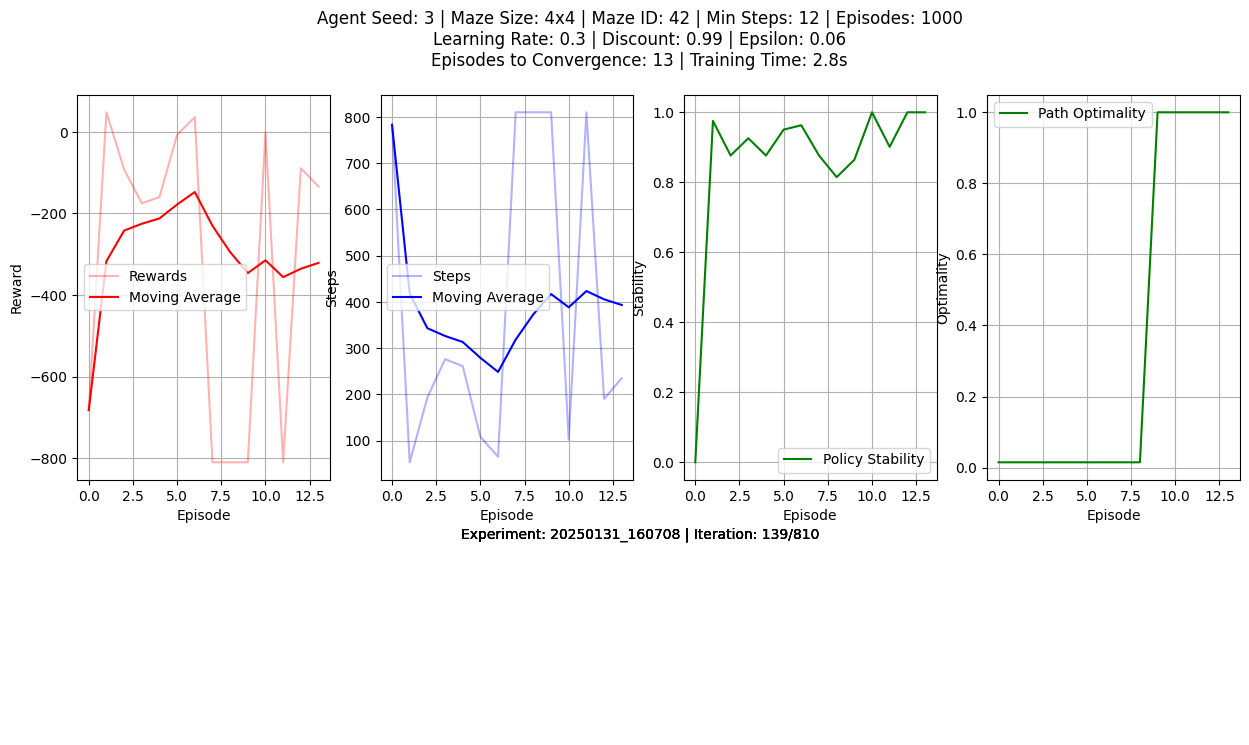 Agent Seed: 3 | Maze Size: 4x4 | Maze ID: 42 | Min Steps: 12 | Episodes: 1000
Learning Rate: 0.3 | Discount: 0.99 | Epsilon: 0.06
Episodes to Convergence: 13 | Training Time: 2.8s
Reward
0
−200
−400
−600
−800
Rewards
Moving Average
0.0 2.5 5.0 7.5 10.0 12.5
Episode
Steps
800
700
600
500
400
300
200
100
Steps
Moving Average
0.0 2.5 5.0 7.5 10.0 12.5
Episode
Stability
1.0
0.8
0.6
0.4
0.2
0.0
Policy Stability
0.0 2.5 5.0 7.5 10.0 12.5
Episode
Optimality
1.0
0.8
0.6
0.4
0.2
0.0
Path Optimality
0.0 2.5 5.0 7.5 10.0 12.5
Episode
Experiment: 20250131_160708 | Iteration: 139/810